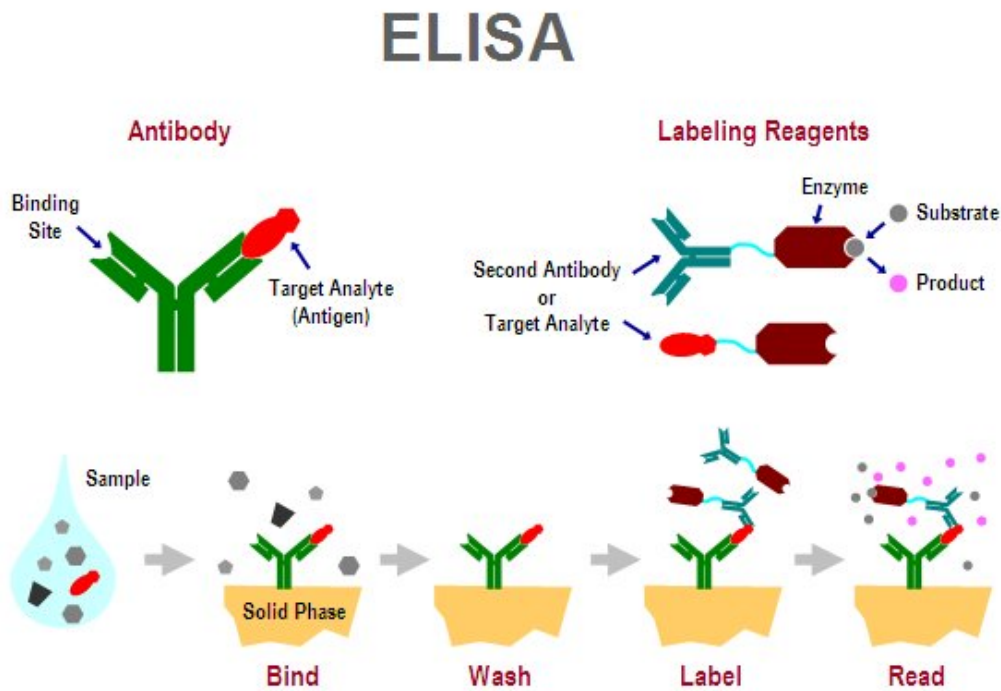 ELISA
Antibody
Binding
Site
Target Analyte
(Antigen)
Labeling Reagents
Enzyme
Substrate
Product
Second Antibody
or
Target Analyte
Sample
Solid Phase
Bind
Wash
Label
Read